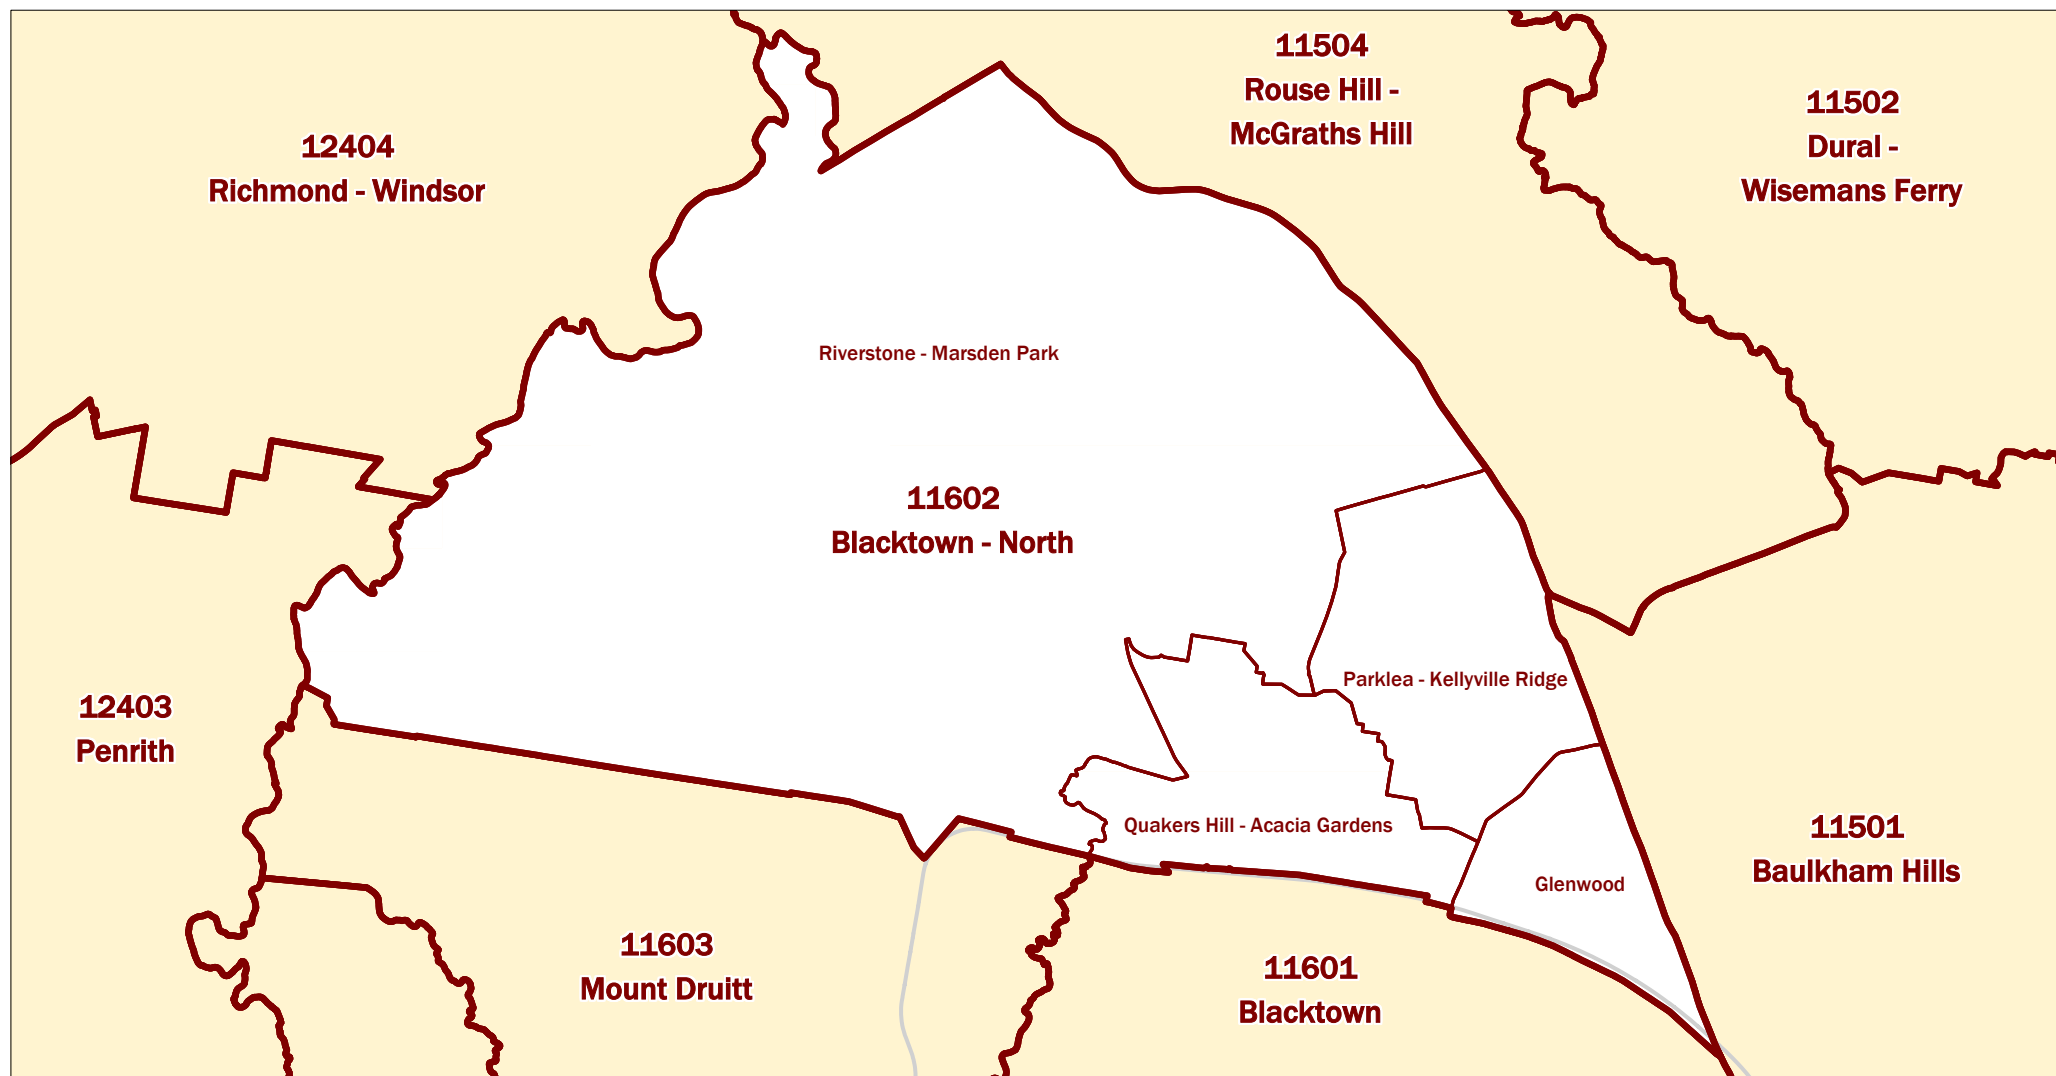 11504
Rouse Hill -
McGraths Hill
11502
Dural -
Wisemans Ferry
12404
Richmond - Windsor
Riverstone - Marsden Park
11602
Blacktown - North
Parklea - Kellyville Ridge
12403
Penrith
Quakers Hill - Acacia Gardens
11501
Baulkham Hills
Glenwood
11603
Mount Druitt
11601
Blacktown